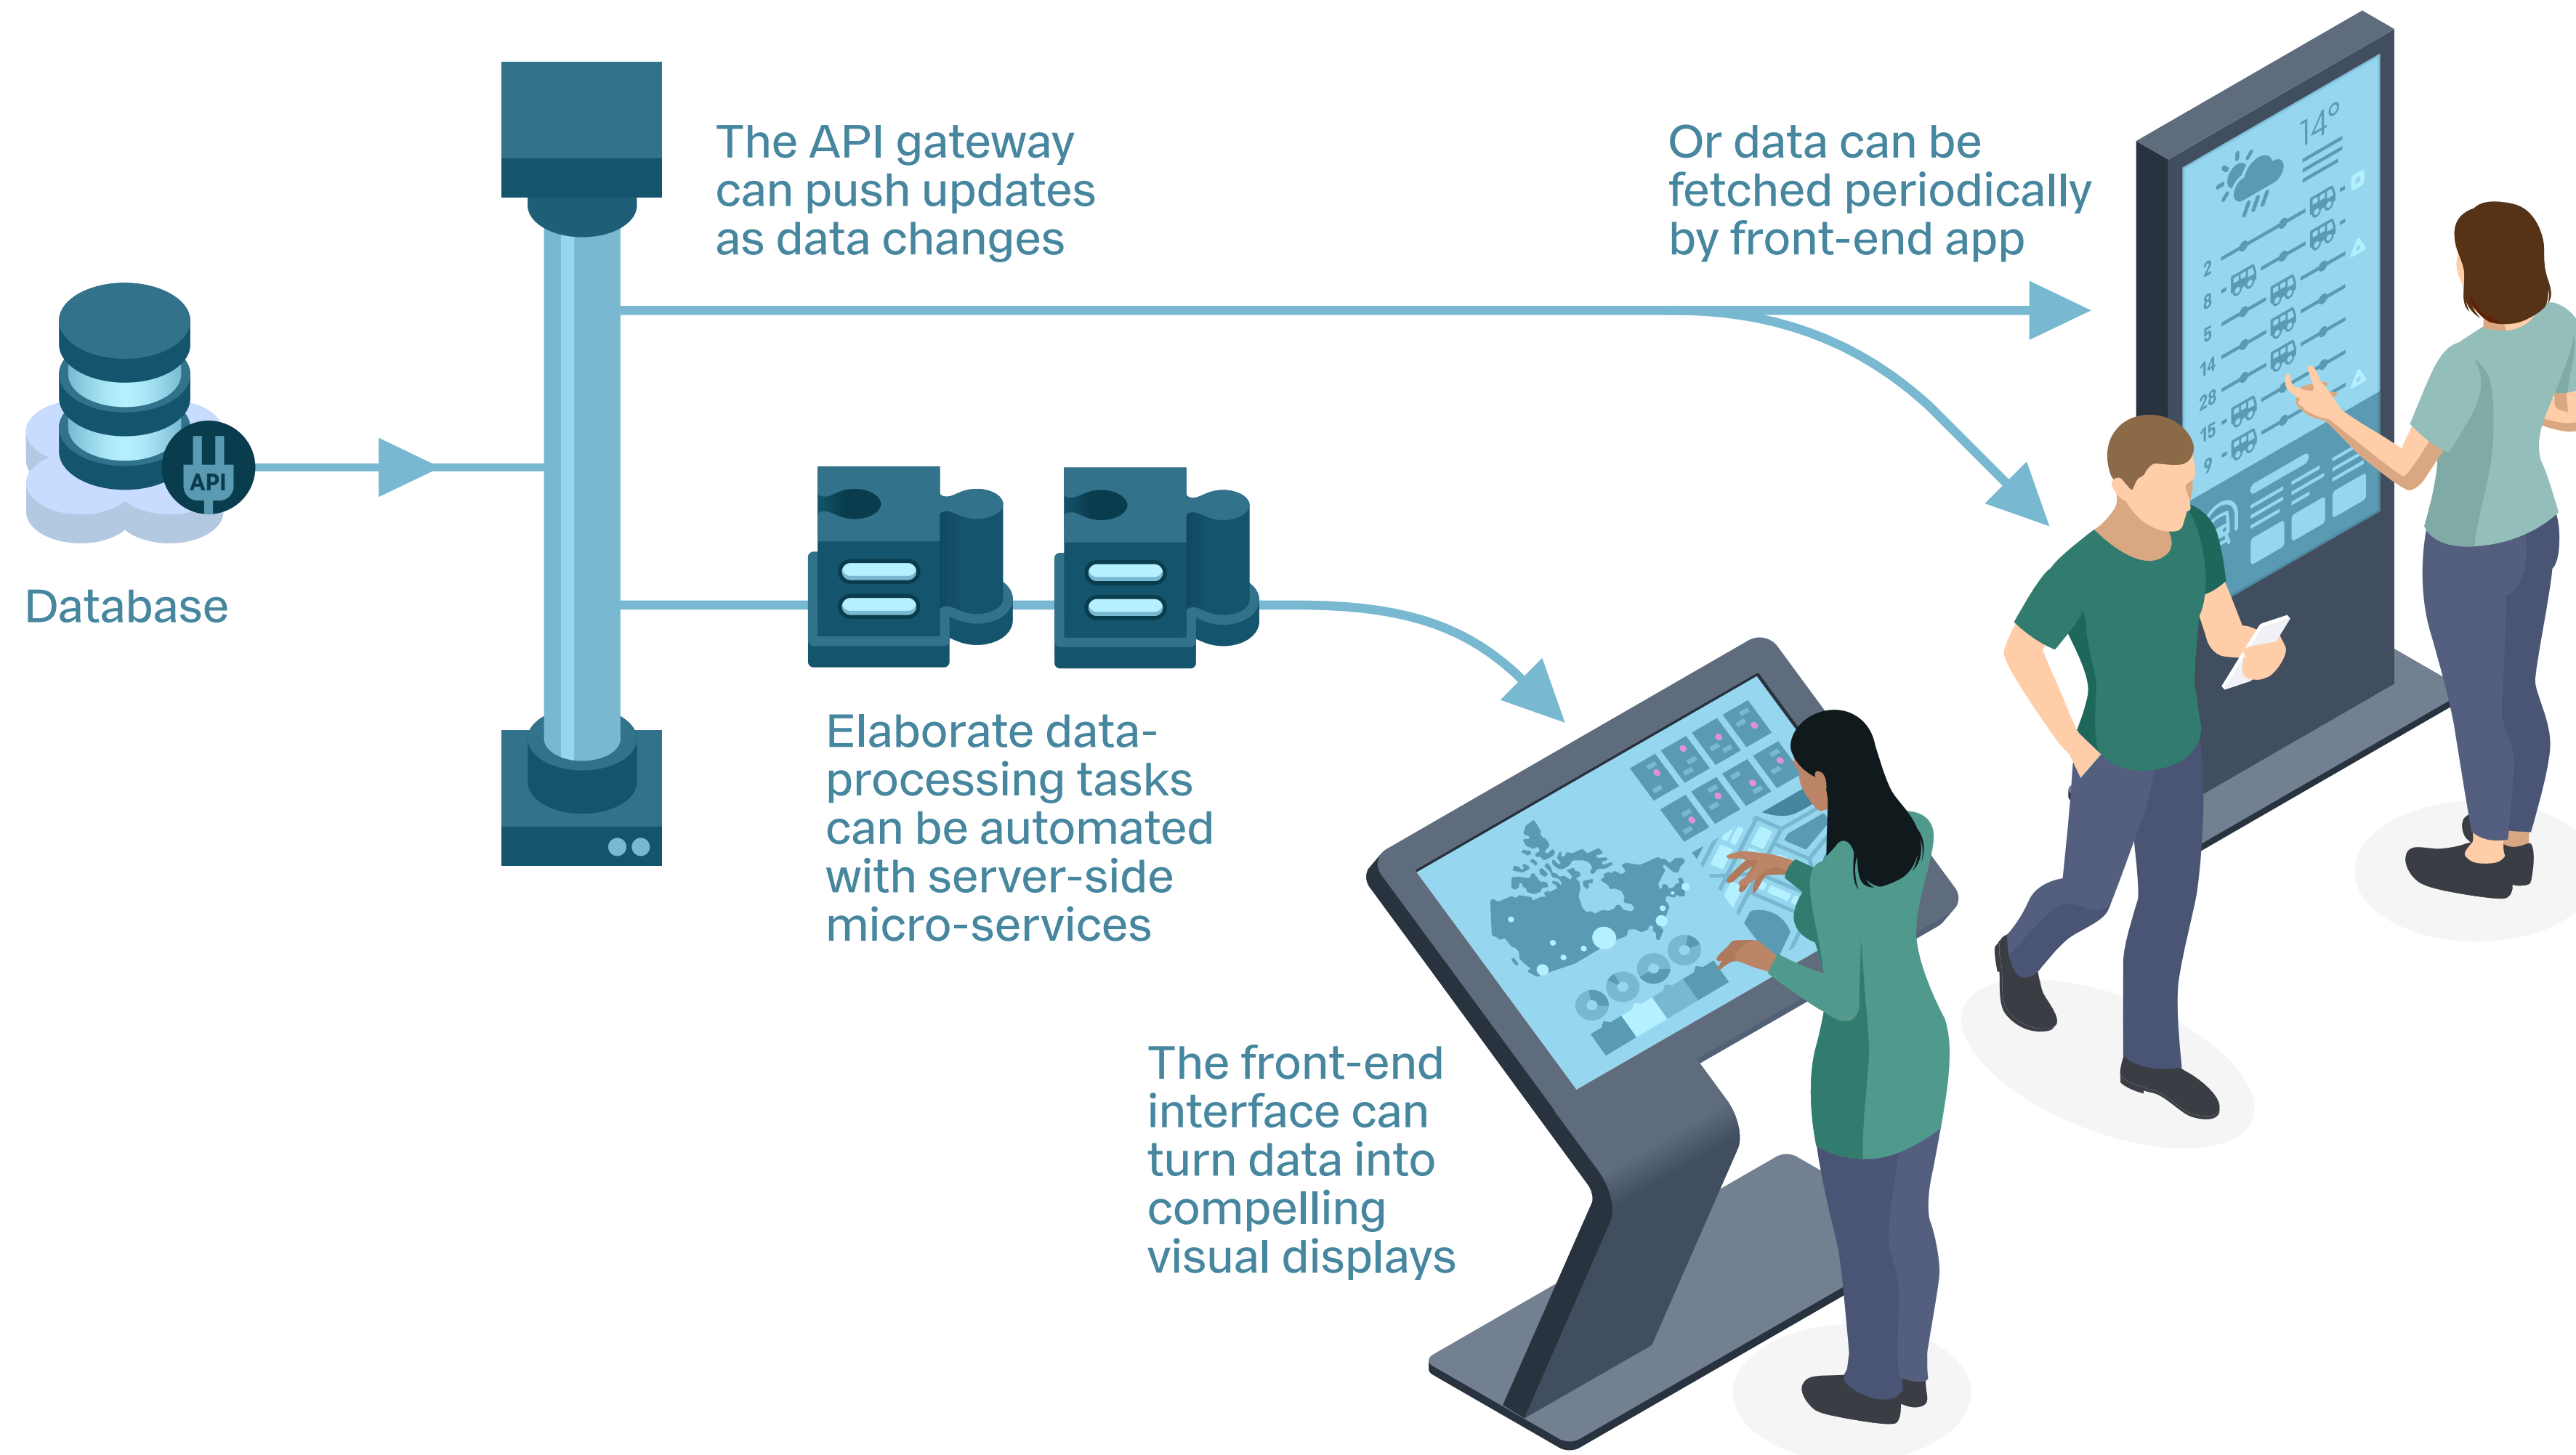 The API gateway
can push updates
as data changes
Or data can be
fetched periodically
by front-end app
14°
2
8
5
14
28
15
9
API
Database
Elaborate data-
processing tasks
can be automated
with server-side
micro-services
The front-end
interface can
turn data into
compelling
visual displays